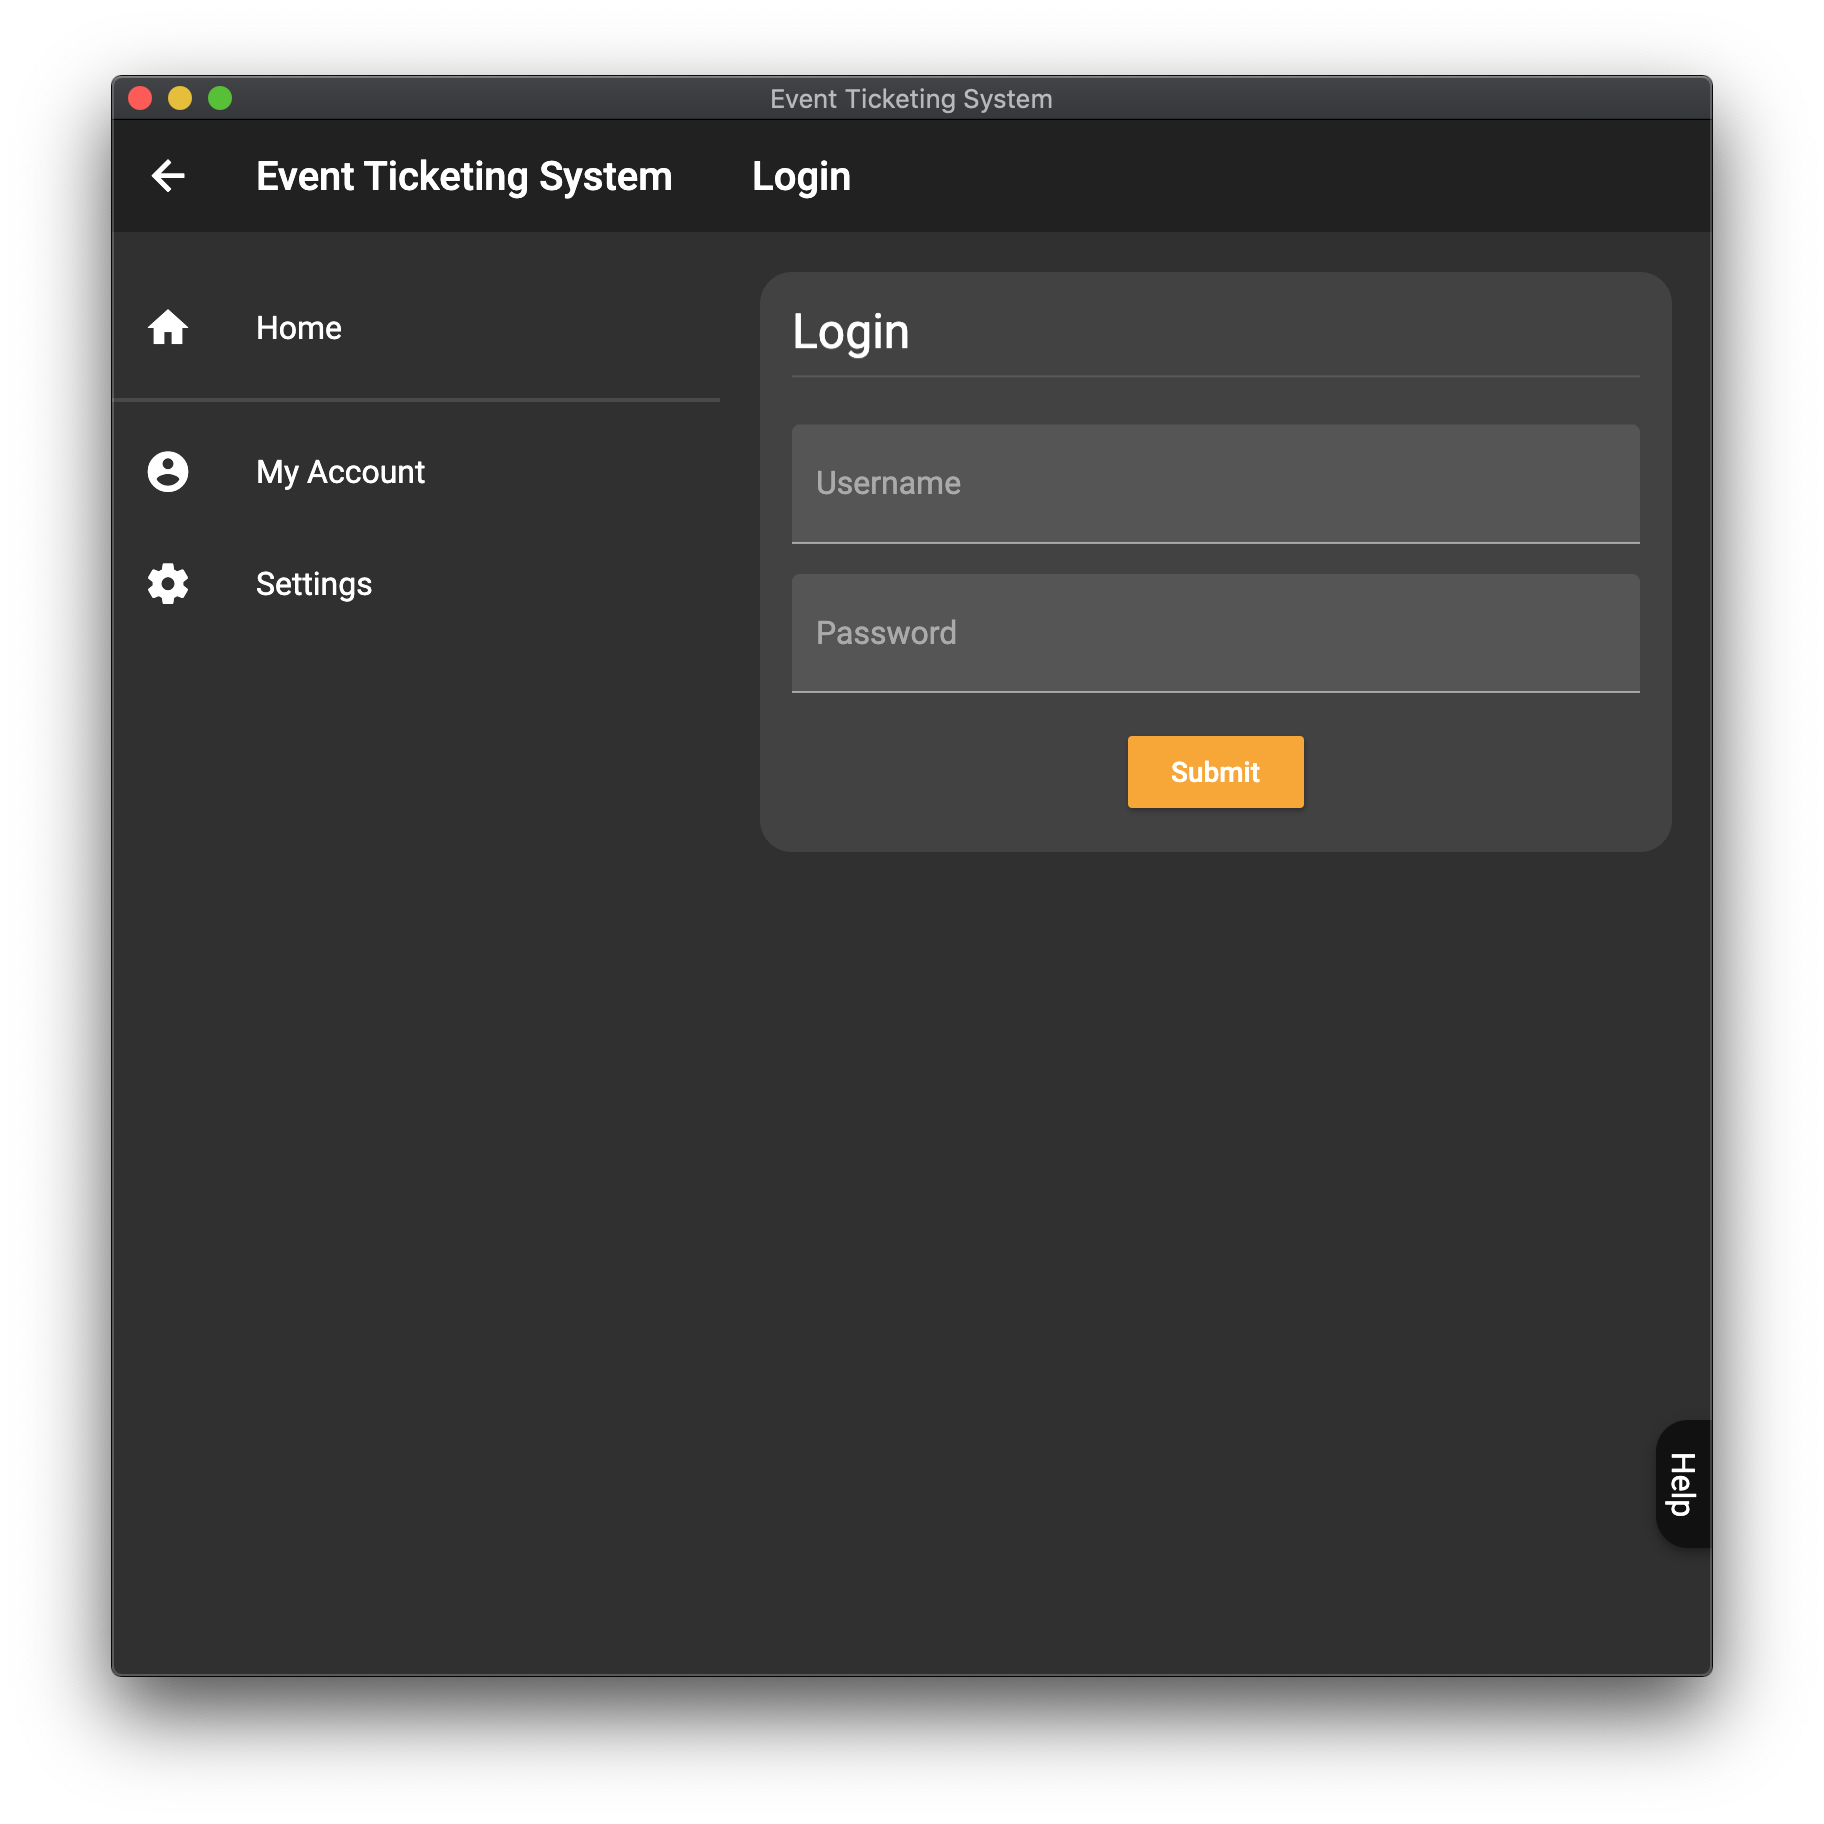 Event Ticketing System
Event Ticketing System
Login
Home
My Account
Settings
Login
Username
Password
Submit
Help